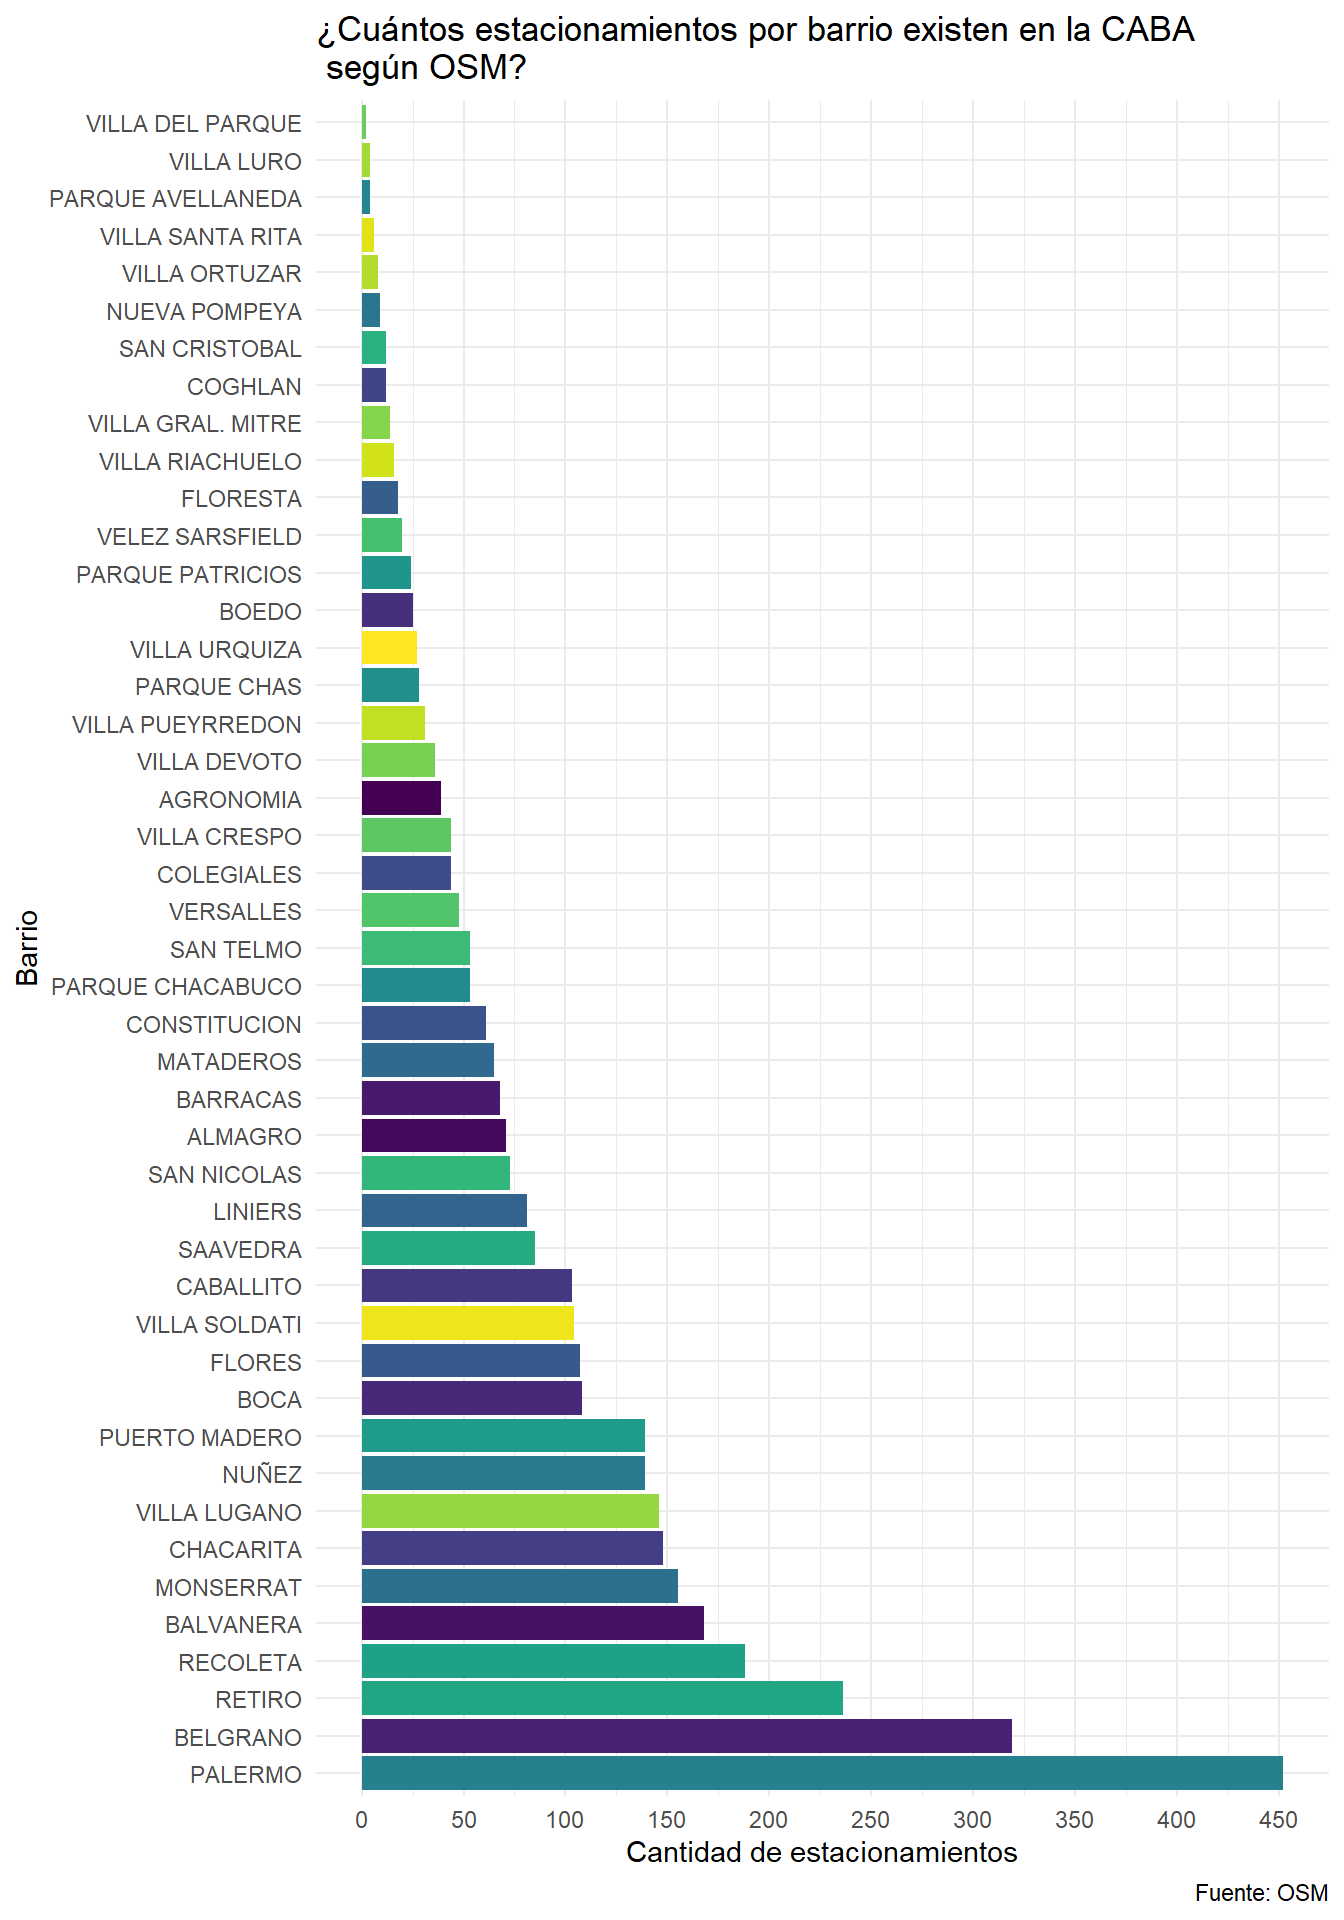 ¿Cuántos estacionamientos por barrio existen en la CABA
según OSM?
VILLA DEL PARQUE
VILLA LURO
PARQUE AVELLANEDA
VILLA SANTA RITA
VILLA ORTUZAR
NUEVA POMPEYA
SAN CRISTOBAL
COGHLAN
VILLA GRAL. MITRE
VILLA RIACHUELO
FLORESTA
VELEZ SARSFIELD
PARQUE PATRICIOS
BOEDO
VILLA URQUIZA
PARQUE CHAS
VILLA PUEYRREDON
VILLA DEVOTO
AGRONOMIA
VILLA CRESPO
COLEGIALES
VERSALLES
SAN TELMO
PARQUE CHACABUCO
CONSTITUCION
MATADEROS
BARRACAS
ALMAGRO
SAN NICOLAS
LINIERS
SAAVEDRA
CABALLITO
VILLA SOLDATI
FLORES
BOCA
PUERTO MADERO
NUÑEZ
VILLA LUGANO
CHACARITA
MONSERRAT
BALVANERA
RECOLETA
RETIRO
BELGRANO
PALERMO
Barrio
0 50 100 150 200 250 300 350 400 450
Cantidad de estacionamientos
Fuente: OSM